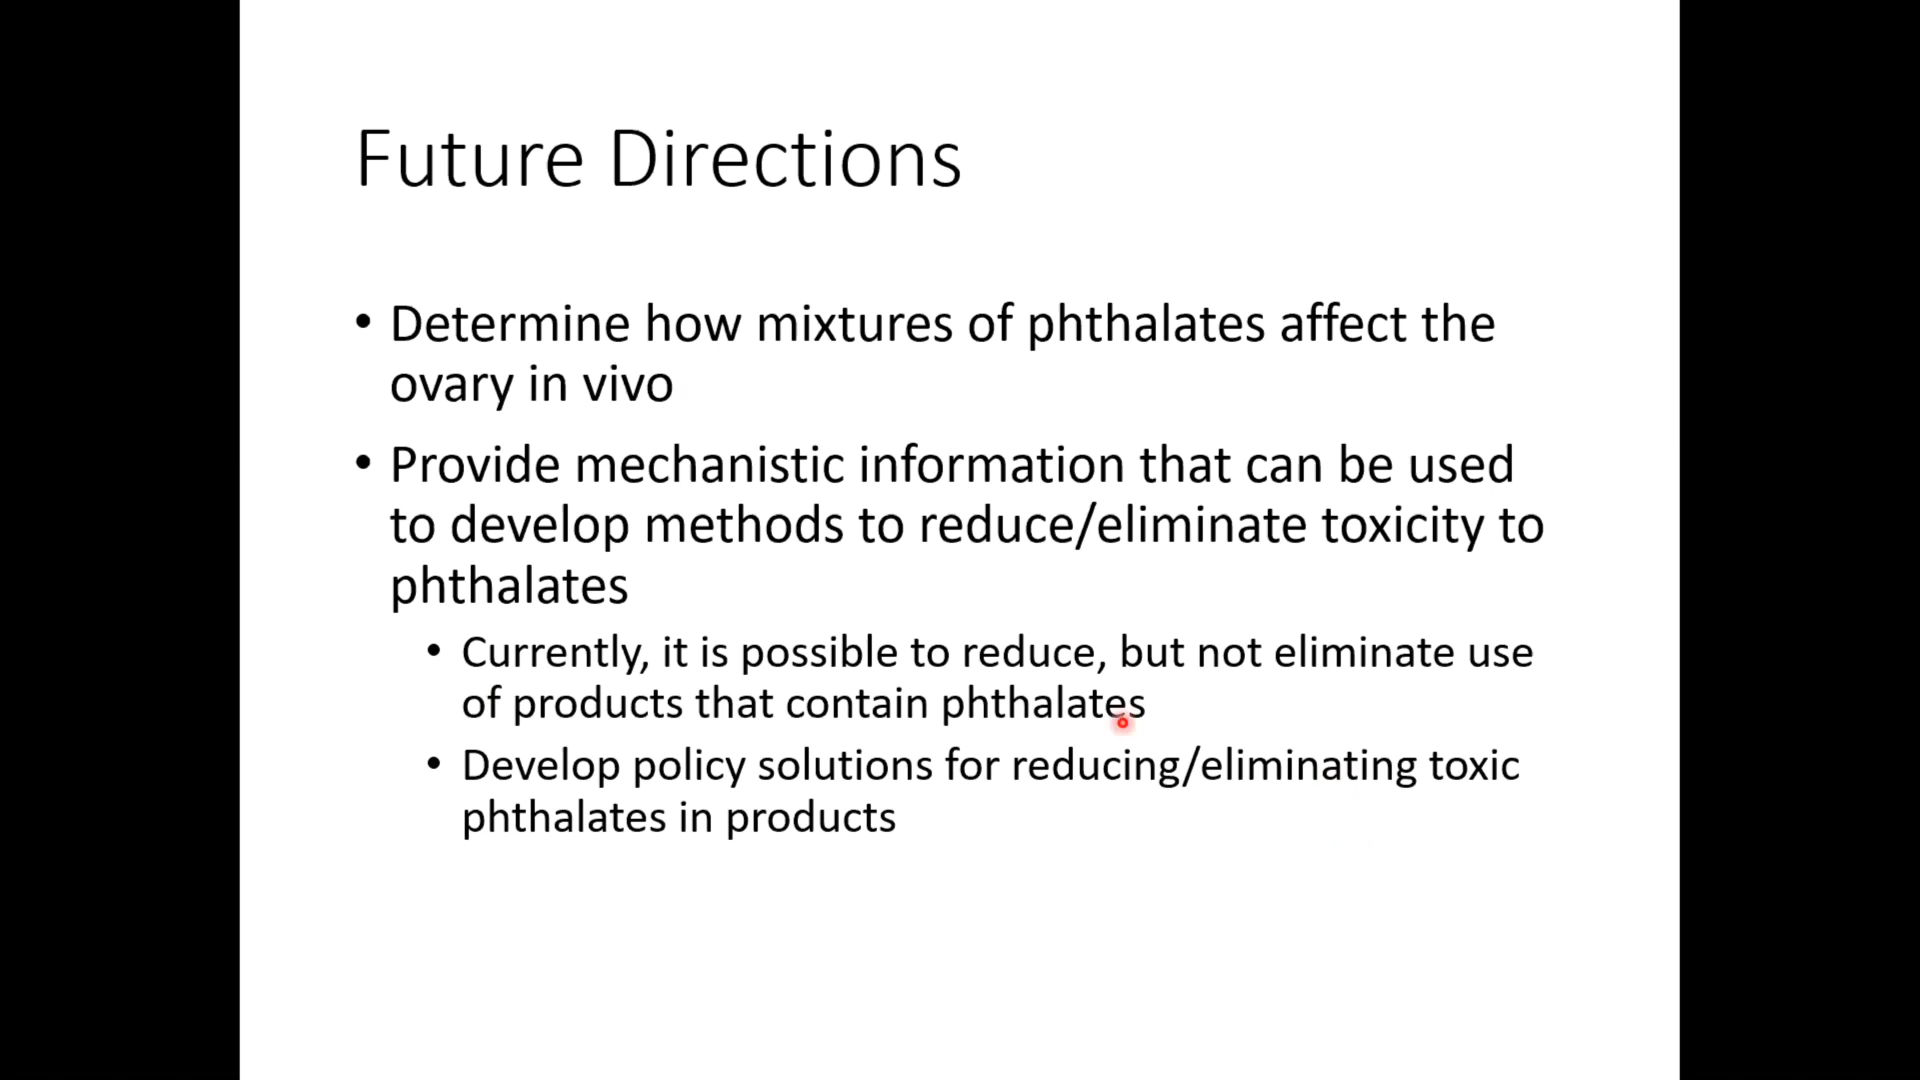 Future Directions
• Determine how mixtures of phthalates affect the
ovary in vivo
• Provide mechanistic information that can be used
to develop methods to reduce/eliminate toxicity to
phthalates
• Currently, it is possible to reduce, but not eliminate use
of products that contain phthalates
• Develop policy solutions for reducing/eliminating toxic
phthalates in products